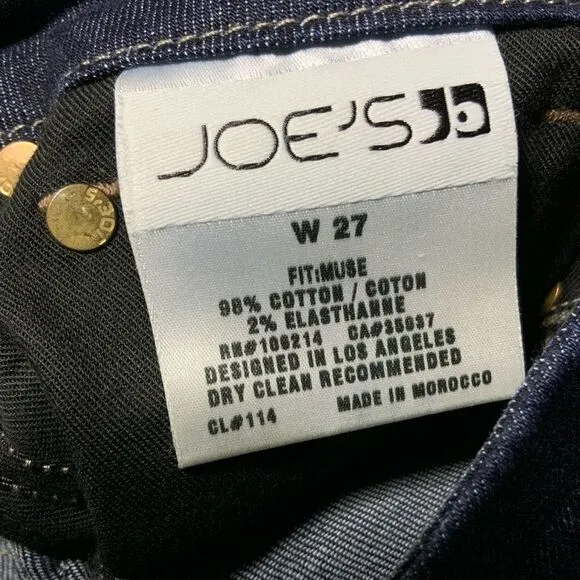 JOE'S
W 27
FIT:MUSE
98% COTTON / COTON
2% ELASTHANNE
RN#106214 CA#35037
DESIGNED IN LOS ANGELES
DRY CLEAN RECOMMENDED
CL#114 MADE IN MOROCCO
JOE'S